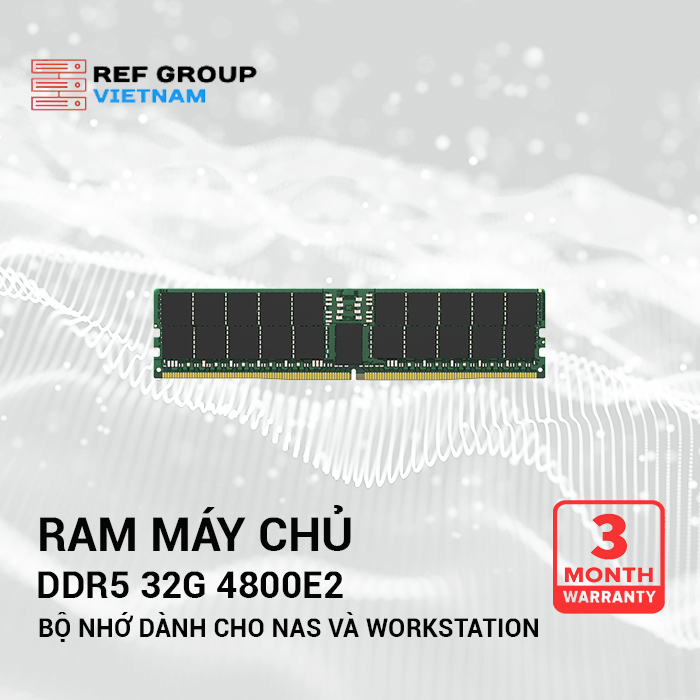 REF GROUP
VIETNAM
RAM MÁY CHỦ
DDR5 32G 4800E2
BỘ NHỚ DÀNH CHO NAS VÀ WORKSTATION
3
MONTH
WARRANTY